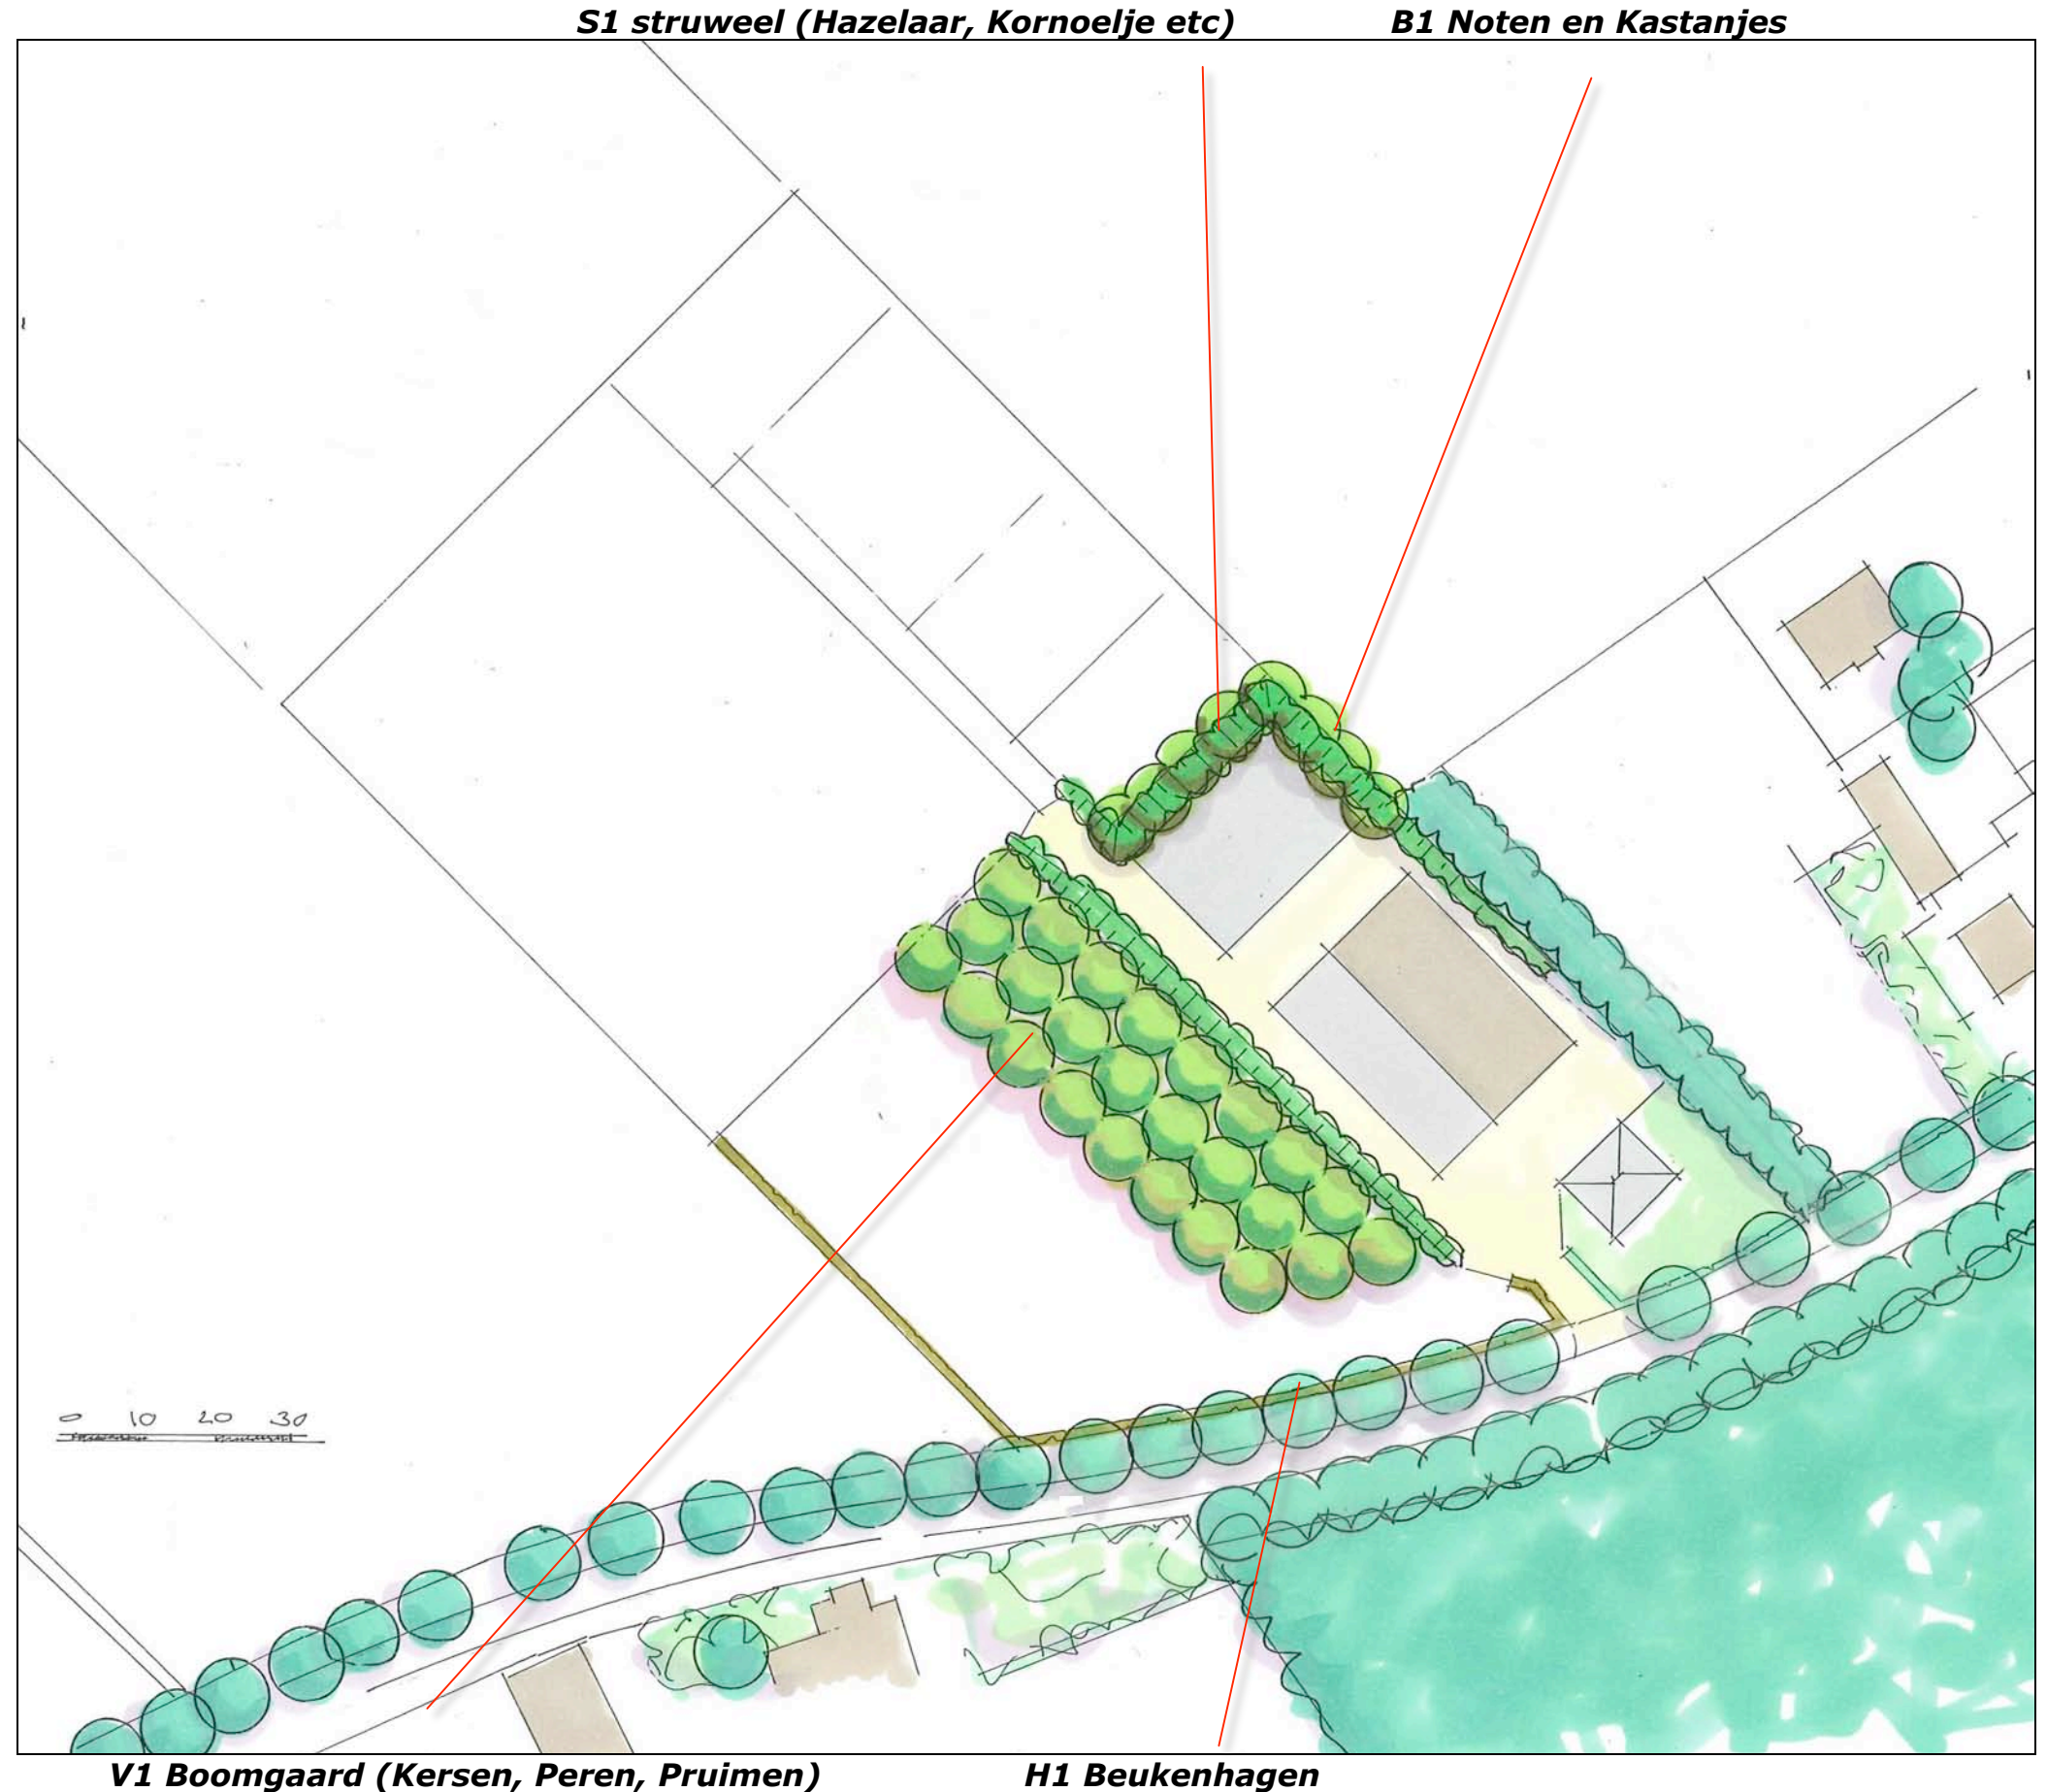 S1 struweel (Hazelaar, Kornoelje etc) B1 Noten en Kastanjes
0 10 20 30
V1 Boomgaard (Kersen, Peren, Pruimen) H1 Beukenhagen